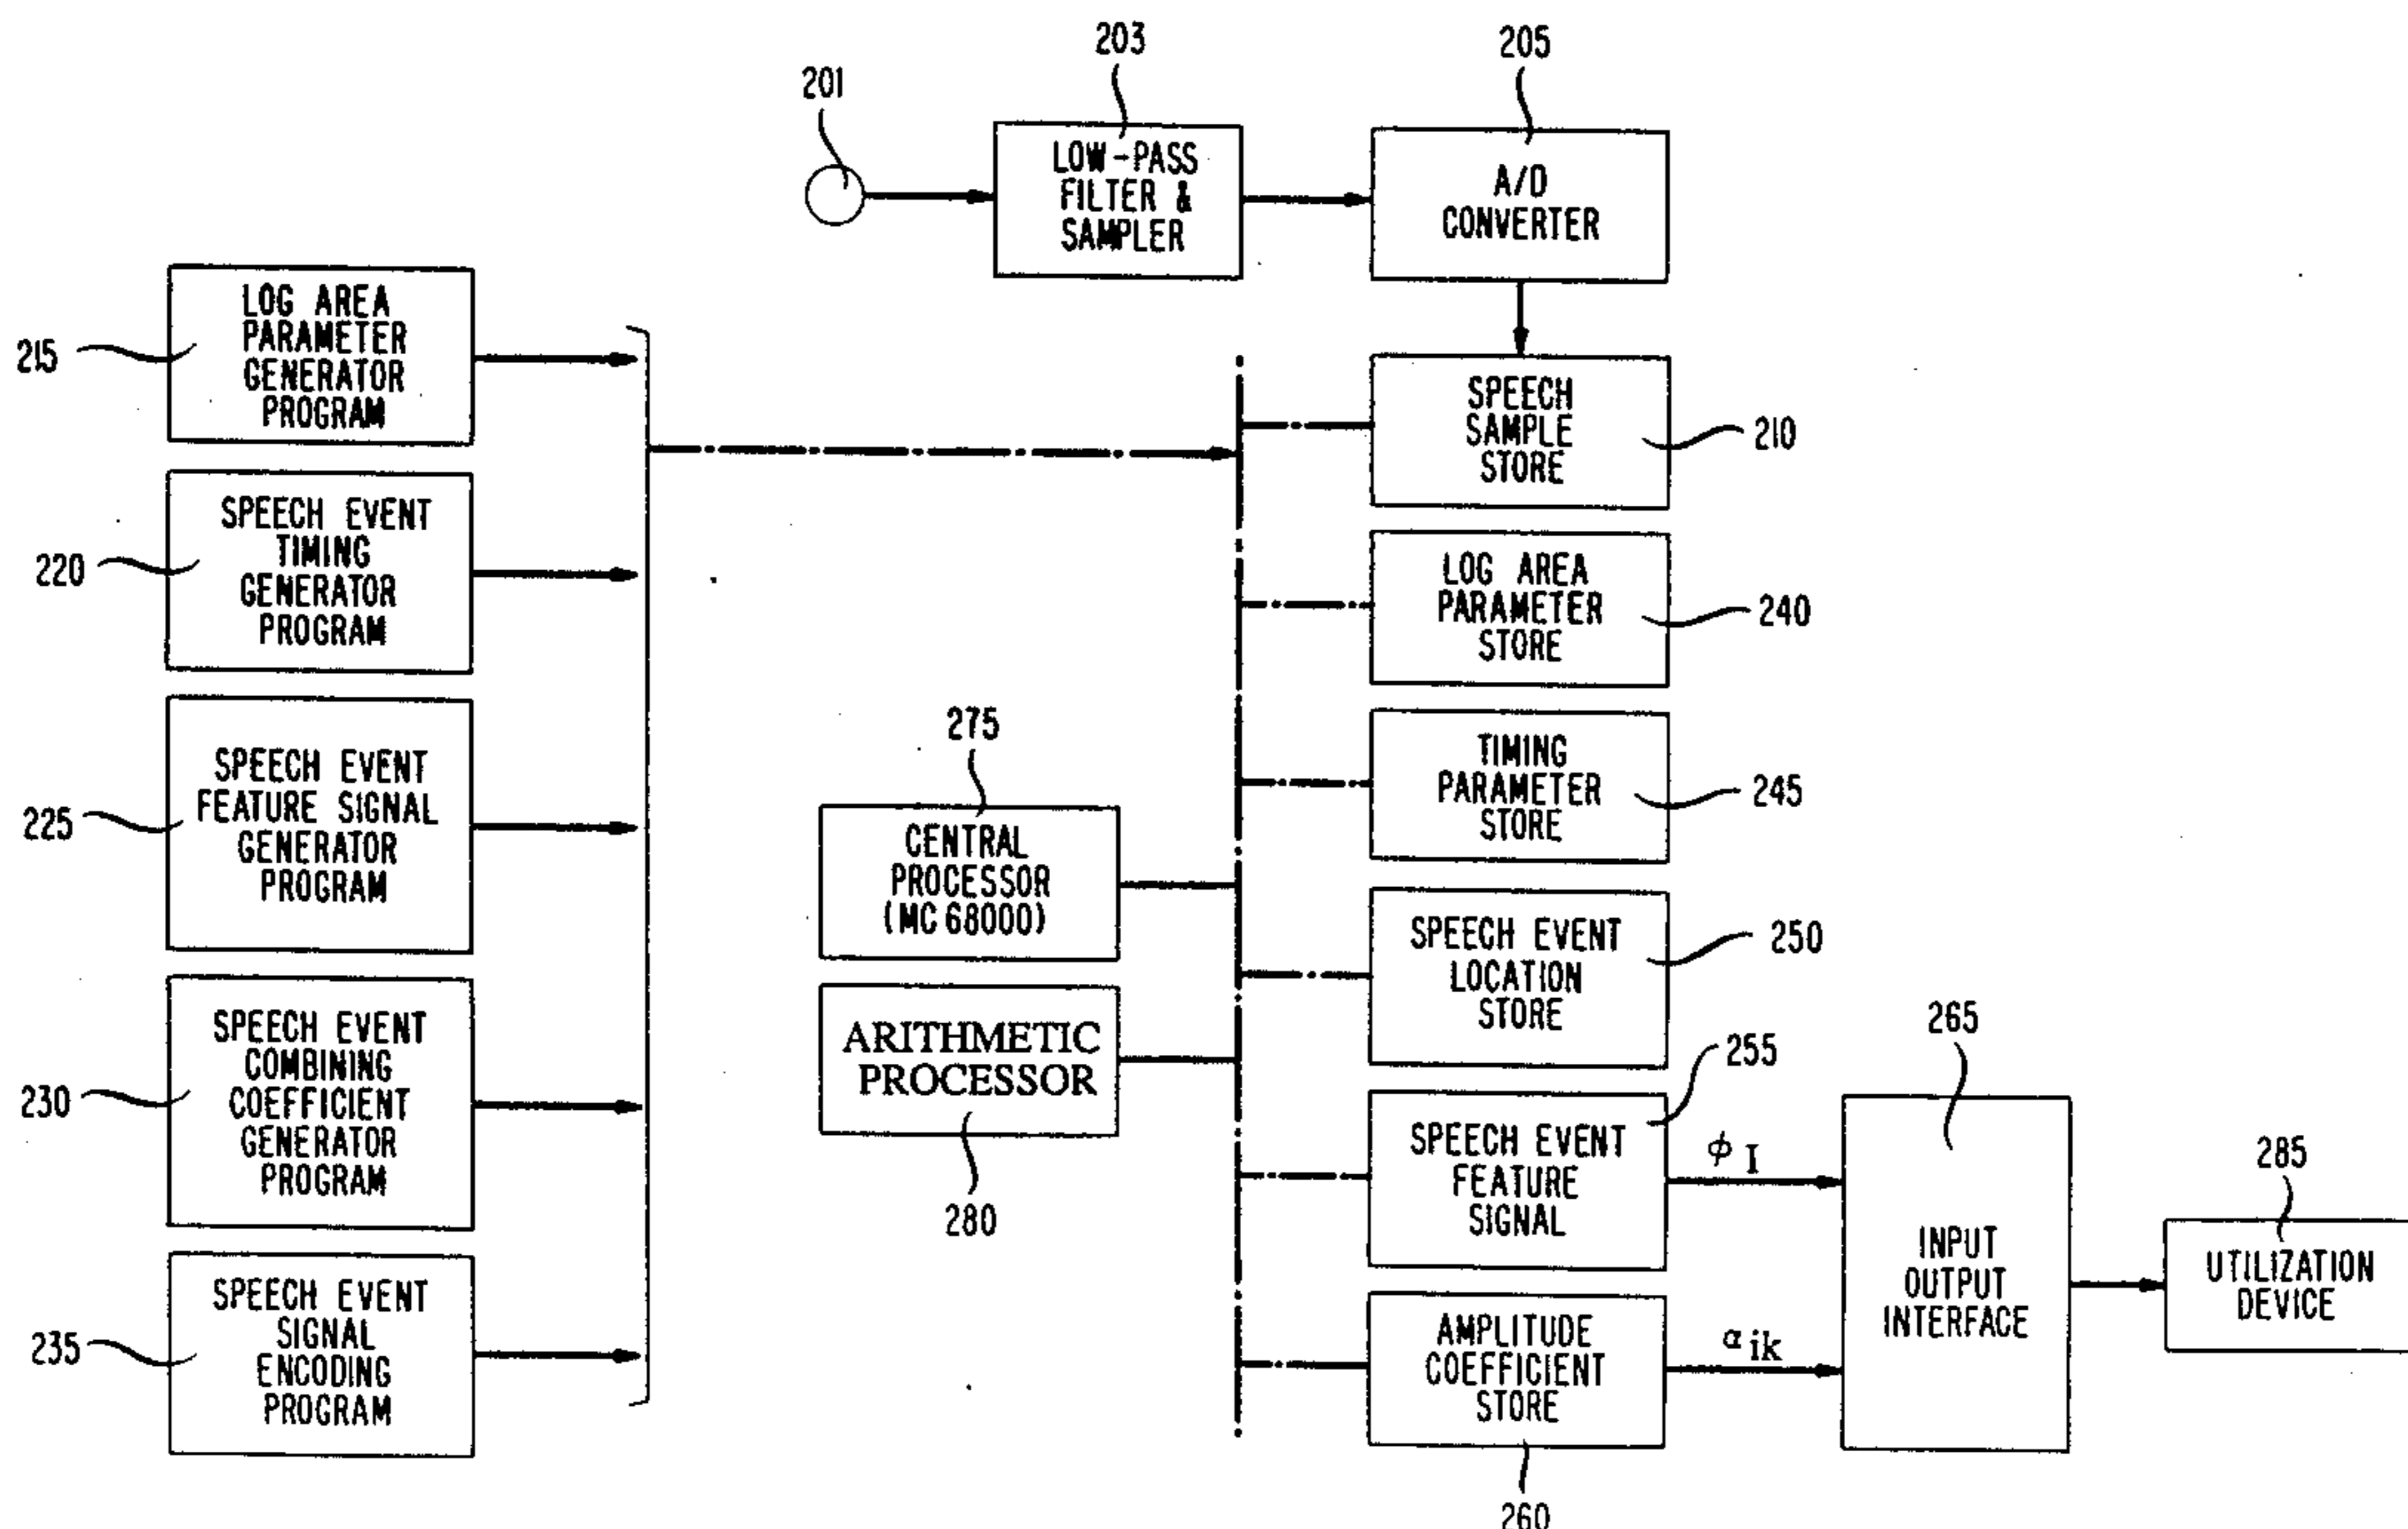 203
205
201
LOW-PASS
FILTER &
SAMPLER
A/D
CONVERTER
215
LOG AREA
PARAMETER
GENERATOR
PROGRAM
SPEECH
SAMPLE
STORE
210
220
SPEECH EVENT
TIMING
GENERATOR
PROGRAM
LOG AREA
PARAMETER
STORE
240
225
SPEECH EVENT
FEATURE SIGNAL
GENERATOR
PROGRAM
275
CENTRAL
PROCESSOR
(MC 68000)
TIMING
PARAMETER
STORE
245
SPEECH EVENT
LOCATION
STORE
250
230
SPEECH EVENT
COMBINING
COEFFICIENT
GENERATOR
PROGRAM
ARITHMETIC
PROCESSOR
280
255
SPEECH EVENT
FEATURE
SIGNAL
ϕ I
265
INPUT
OUTPUT
INTERFACE
285
UTILIZATION
DEVICE
235
SPEECH EVENT
SIGNAL
ENCODING
PROGRAM
AMPLITUDE
COEFFICIENT
STORE
α ik
260